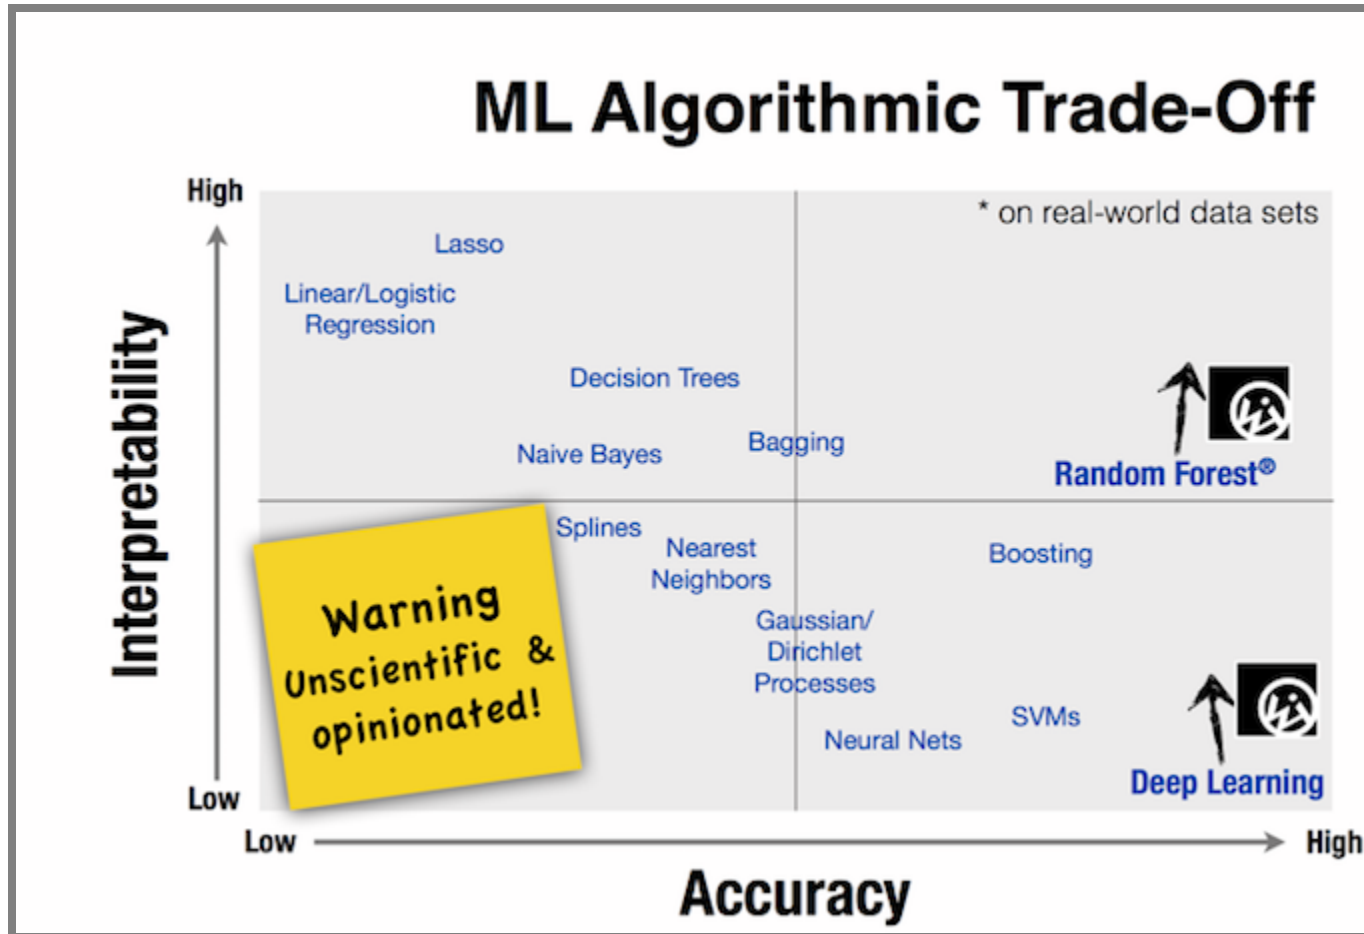 ML Algorithmic Trade-Off
High
* on real-world data sets
Lasso
Linear/Logistic
Regression
Decision Trees
Naive Bayes
Bagging
Random Forest®
Interpretability
Splines
Nearest
Neighbors
Boosting
Warning
Unscientific &
opinionated!
Gaussian/
Dirichlet
Processes
SVMs
Neural Nets
Deep Learning
Low
Low
High
Accuracy